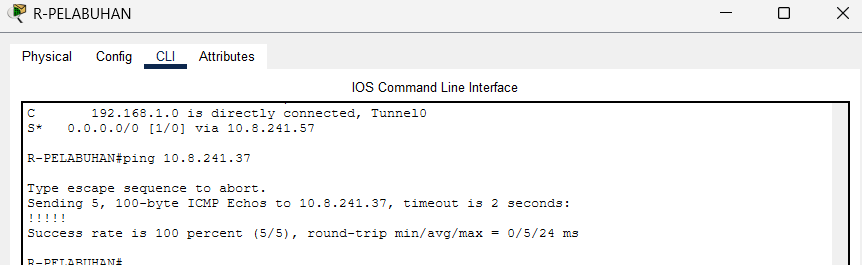 R-PELABUHAN
Physical Config CLI Attributes
IOS Command Line Interface
C 192.168.1.0 is directly connected, Tunnel0
S* 0.0.0.0/0 [1/0] via 10.8.241.57
R-PELABUHAN#ping 10.8.241.37
Type escape sequence to abort.
Sending 5, 100-byte ICMP Echos to 10.8.241.37, timeout is 2 seconds:
!!!!!
Success rate is 100 percent (5/5), round-trip min/avg/max = 0/5/24 ms
R-PELABUHAN#